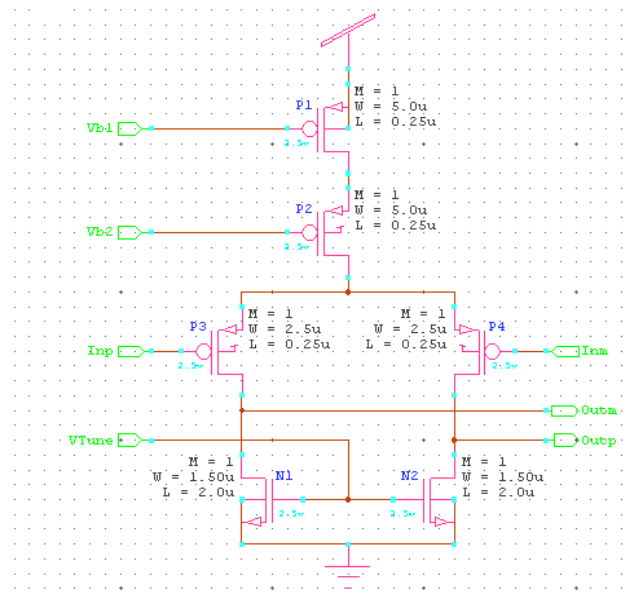 M = 1
P1
W = 5.0u
L = 0.25u
Vb1
2.5v
M = 1
P2
W = 5.0u
L = 0.25u
Vb2
2.5v
M = 1
M = 1
P3
W = 2.5u
W = 2.5u
P4
L = 0.25u
L = 0.25u
Inp
Inm
2.5v
2.5v
Outm
VTune
Outp
M = 1
M = 1
W = 1.50u
N1
N2
W = 1.50u
L = 2.0u
L = 2.0u
2.5v
2.5v